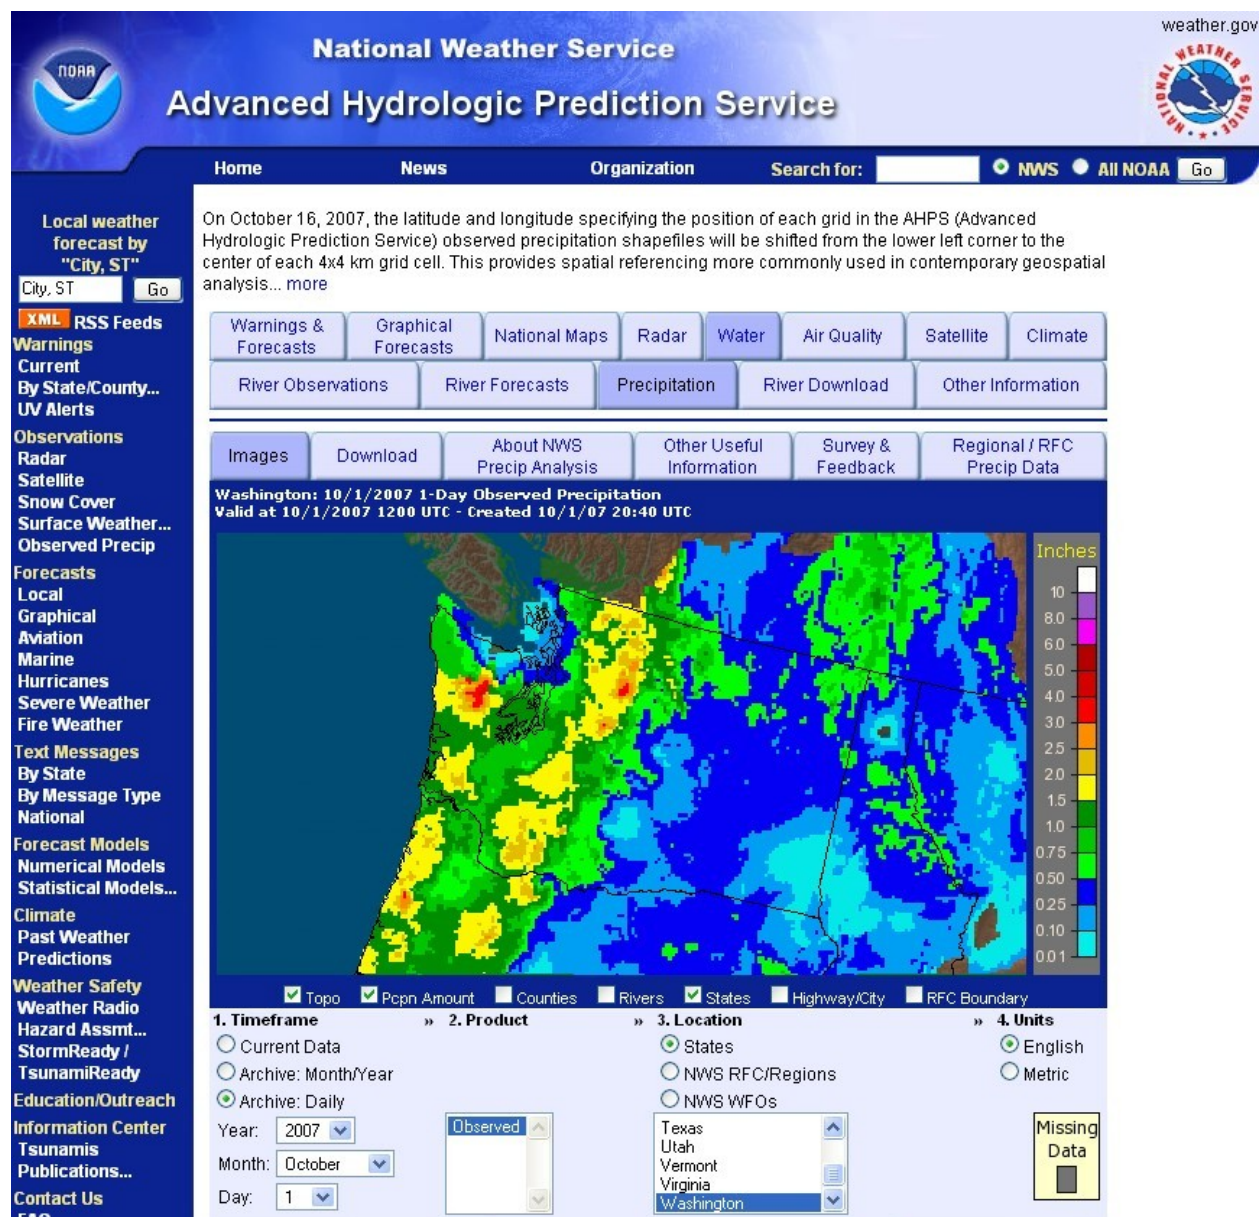 weather.gov
NOAA
NATIONAL WEATHER SERVICE
National Weather Service
Advanced Hydrologic Prediction Service
Home News Organization Search for: NWS All NOAA Go
Local weather
forecast by
"City, ST"
City, ST Go
XML RSS Feeds
Warnings
Current
By State/County...
UV Alerts
Observations
Radar
Satellite
Snow Cover
Surface Weather...
Observed Precip
Forecasts
Local
Graphical
Aviation
Marine
Hurricanes
Severe Weather
Fire Weather
Text Messages
By State
By Message Type
National
Forecast Models
Numerical Models
Statistical Models...
Climate
Past Weather
Predictions
Weather Safety
Weather Radio
Hazard Assmt...
StormReady /
TsunamiReady
Education/Outreach
Information Center
Tsunamis
Publications...
Contact Us
FAQ
On October 16, 2007, the latitude and longitude specifying the position of each grid in the AHPS (Advanced
Hydrologic Prediction Service) observed precipitation shapefiles will be shifted from the lower left corner to the
center of each 4x4 km grid cell. This provides spatial referencing more commonly used in contemporary geospatial
analysis... more
Warnings &
Forecasts
Graphical
Forecasts
National Maps Radar Water Air Quality Satellite Climate
River Observations River Forecasts Precipitation River Download Other Information
Images Download
About NWS
Precip Analysis
Other Useful
Information
Survey &
Feedback
Regional / RFC
Precip Data
Washington: 10/1/2007 1-Day Observed Precipitation
Valid at 10/1/2007 1200 UTC - Created 10/1/07 20:40 UTC
Inches
10
8.0
6.0
5.0
4.0
3.0
2.5
2.0
1.5
1.0
0.75
0.50
0.25
0.10
0.01
Topo Pcpn Amount Counties Rivers States Highway/City RFC Boundary
1. Timeframe » 2. Product » 3. Location » 4. Units
Current Data
Archive: Month/Year
Archive: Daily
Year: 2007
Month: October
Day: 1
Observed
States
NWS RFC/Regions
NWS WFOs
Texas
Utah
Vermont
Virginia
Washington
English
Metric
Missing
Data